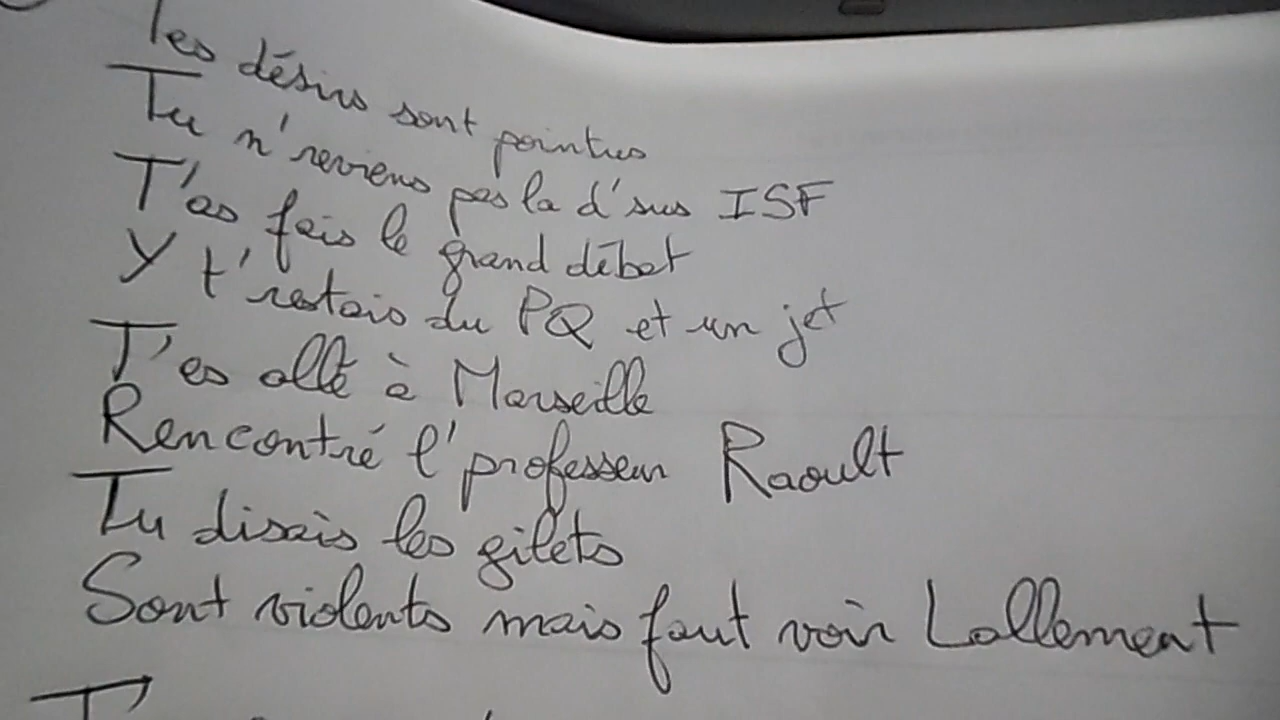 Tes désirs sont pointus
Tu n'reviens pas la d'sus ISF
T'as fais le grand débat
Y t'restais du PQ et un jet
T'es allé à Marseille
Rencontré l'professeur Raoult
Tu disais les gilets
Sont violents mais faut voir Lallement